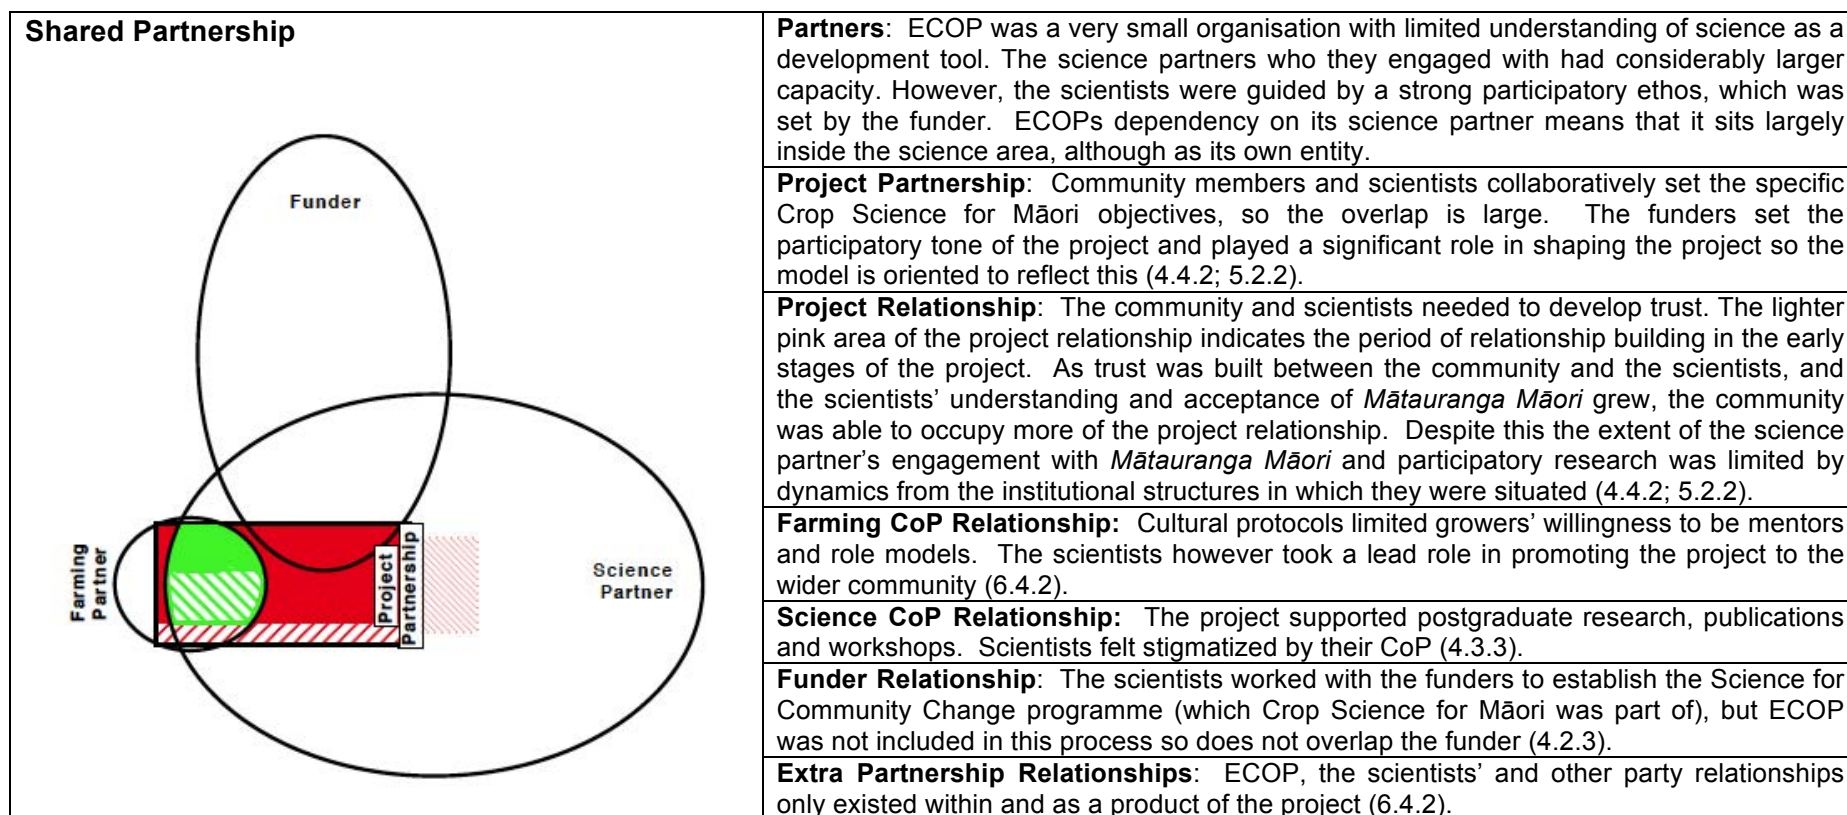 Shared Partnership
Funder
Farming
Partner
Project
Partnership
Science
Partner
Partners: ECOP was a very small organisation with limited understanding of science as a
development tool. The science partners who they engaged with had considerably larger
capacity. However, the scientists were guided by a strong participatory ethos, which was
set by the funder. ECOPs dependency on its science partner means that it sits largely
inside the science area, although as its own entity.
Project Partnership: Community members and scientists collaboratively set the specific
Crop Science for Māori objectives, so the overlap is large. The funders set the
participatory tone of the project and played a significant role in shaping the project so the
model is oriented to reflect this (4.4.2; 5.2.2).
Project Relationship: The community and scientists needed to develop trust. The lighter
pink area of the project relationship indicates the period of relationship building in the early
stages of the project. As trust was built between the community and the scientists, and
the scientists' understanding and acceptance of Mātauranga Māori grew, the community
was able to occupy more of the project relationship. Despite this the extent of the science
partner's engagement with Mātauranga Māori and participatory research was limited by
dynamics from the institutional structures in which they were situated (4.4.2; 5.2.2).
Farming CoP Relationship: Cultural protocols limited growers' willingness to be mentors
and role models. The scientists however took a lead role in promoting the project to the
wider community (6.4.2).
Science CoP Relationship: The project supported postgraduate research, publications
and workshops. Scientists felt stigmatized by their CoP (4.3.3).
Funder Relationship: The scientists worked with the funders to establish the Science for
Community Change programme (which Crop Science for Māori was part of), but ECOP
was not included in this process so does not overlap the funder (4.2.3).
Extra Partnership Relationships: ECOP, the scientists' and other party relationships
only existed within and as a product of the project (6.4.2).